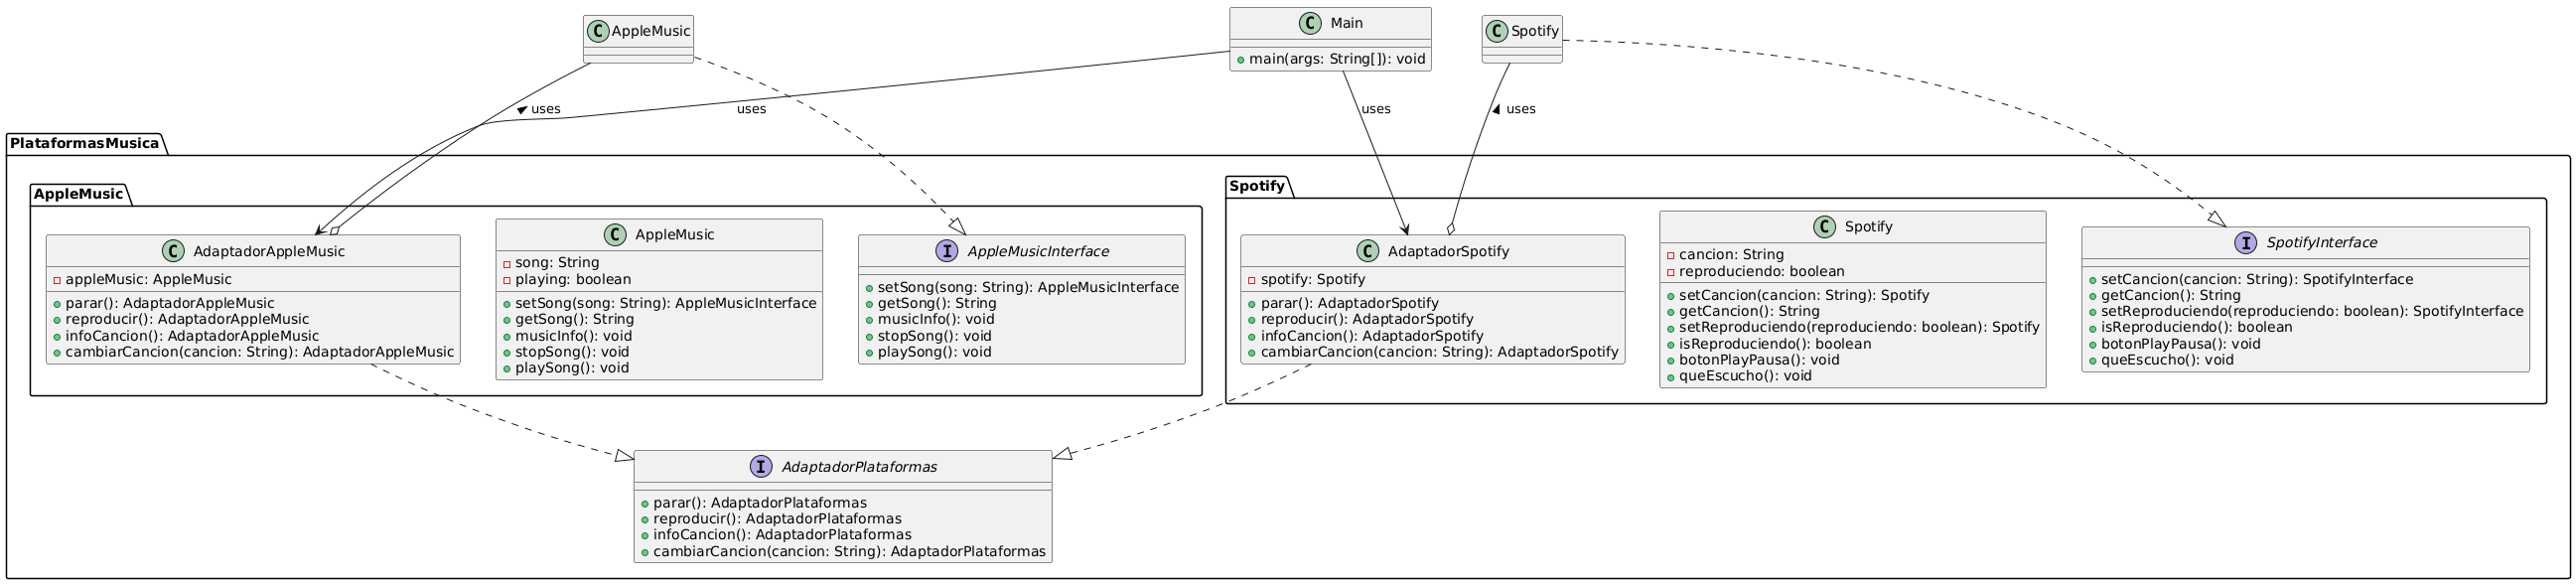 C AppleMusic
C Main
main(args: String[]): void
C Spotify
uses
uses
uses
uses
PlataformasMusica
AppleMusic
C AdaptadorAppleMusic
appleMusic: AppleMusic
parar(): AdaptadorAppleMusic
reproducir(): AdaptadorAppleMusic
infoCancion(): AdaptadorAppleMusic
cambiarCancion(cancion: String): AdaptadorAppleMusic
C AppleMusic
song: String
playing: boolean
setSong(song: String): AppleMusicInterface
getSong(): String
musicInfo(): void
stopSong(): void
playSong(): void
I AppleMusicInterface
setSong(song: String): AppleMusicInterface
getSong(): String
musicInfo(): void
stopSong(): void
playSong(): void
Spotify
C AdaptadorSpotify
spotify: Spotify
parar(): AdaptadorSpotify
reproducir(): AdaptadorSpotify
infoCancion(): AdaptadorSpotify
cambiarCancion(cancion: String): AdaptadorSpotify
C Spotify
cancion: String
reproduciendo: boolean
setCancion(cancion: String): Spotify
getCancion(): String
setReproduciendo(reproduciendo: boolean): Spotify
isReproduciendo(): boolean
botonPlayPausa(): void
queEscucho(): void
I SpotifyInterface
setCancion(cancion: String): SpotifyInterface
getCancion(): String
setReproduciendo(reproduciendo: boolean): SpotifyInterface
isReproduciendo(): boolean
botonPlayPausa(): void
queEscucho(): void
I AdaptadorPlataformas
parar(): AdaptadorPlataformas
reproducir(): AdaptadorPlataformas
infoCancion(): AdaptadorPlataformas
cambiarCancion(cancion: String): AdaptadorPlataformas